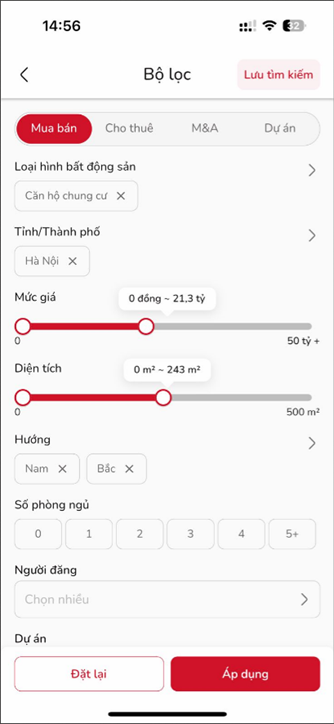 14:56
32
Bộ lọc
Lưu tìm kiếm
Mua bán
Cho thuê
M&A
Dự án
Loại hình bất động sản
Căn hộ chung cư
Tỉnh/Thành phố
Hà Nội
Mức giá
0 đồng ~ 21,3 tỷ
0
50 tỷ +
Diện tích
0 m² ~ 243 m²
0
500 m²
Hướng
Nam
Bắc
Số phòng ngủ
0
1
2
3
4
5+
Người đăng
Chọn nhiều
Dự án
Đặt lại
Áp dụng